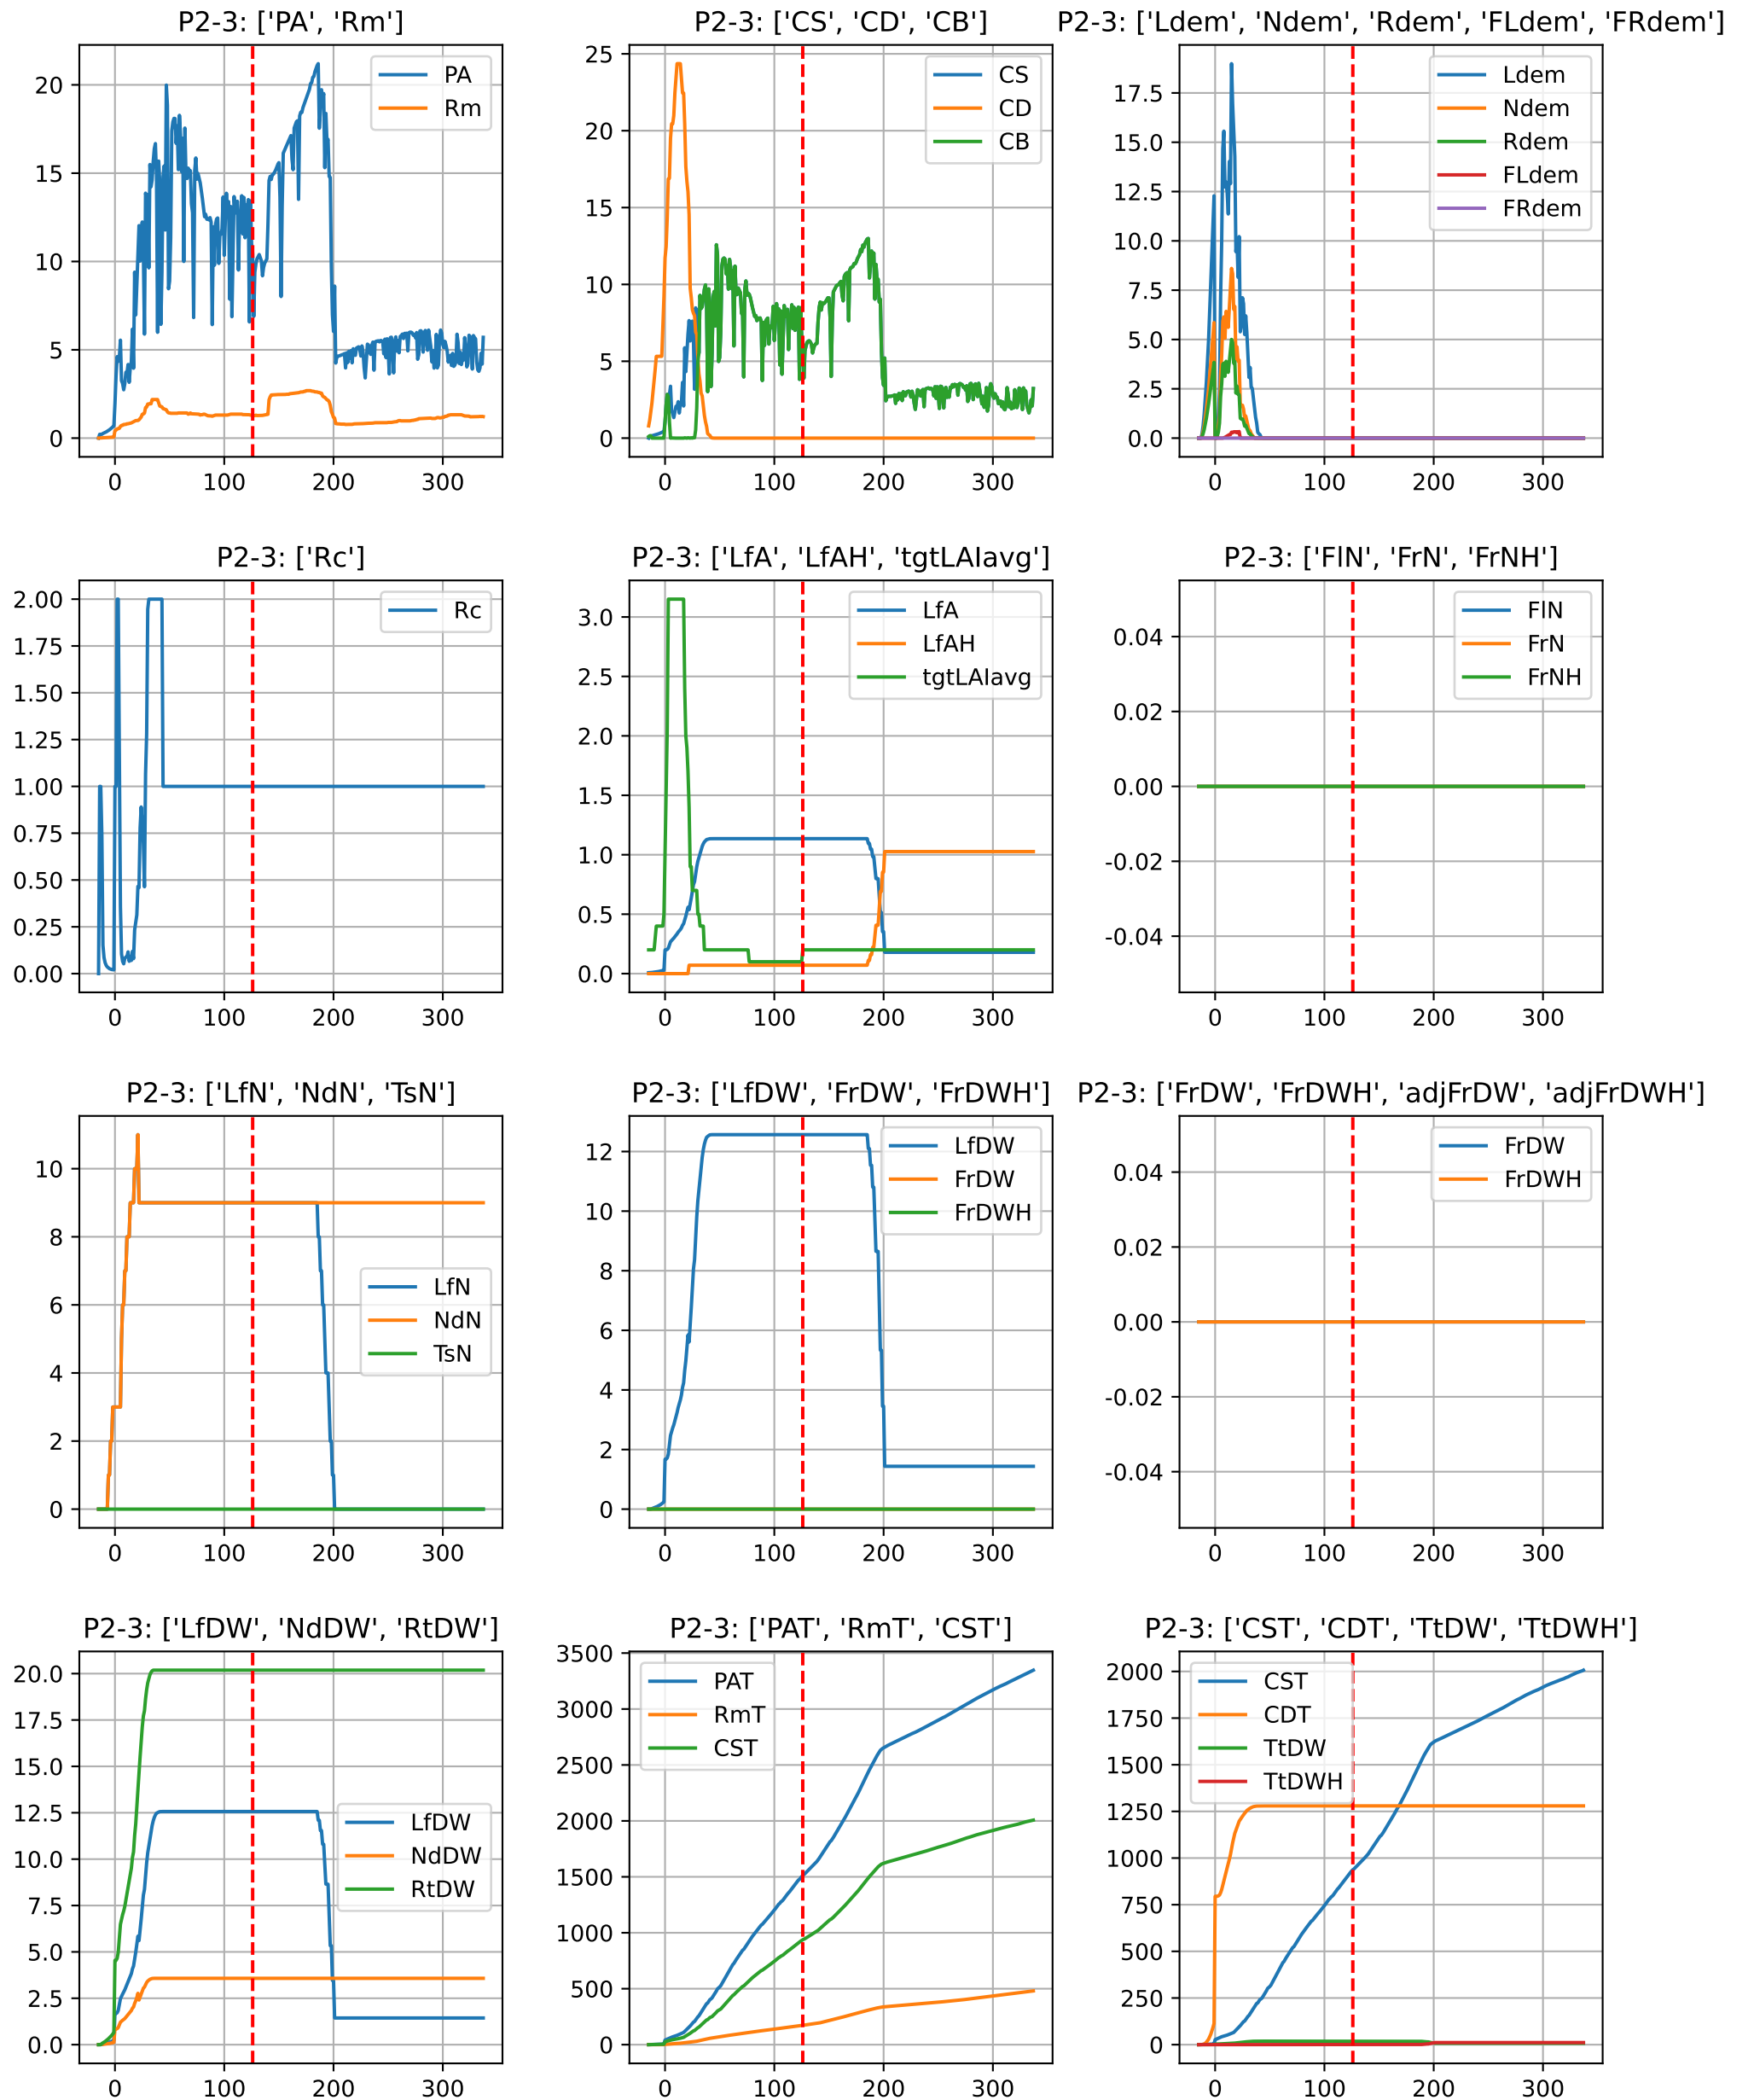 P2-3: ['PA', 'Rm']
20
15
10
5
0
0 100 200 300
PA
Rm
P2-3: ['CS', 'CD', 'CB']
25
20
15
10
5
0
0 100 200 300
CS
CD
CB
P2-3: ['Ldem', 'Ndem', 'Rdem', 'FLdem', 'FRdem']
17.5
15.0
12.5
10.0
7.5
5.0
2.5
0.0
0 100 200 300
Ldem
Ndem
Rdem
FLdem
FRdem
P2-3: ['Rc']
2.00
1.75
1.50
1.25
1.00
0.75
0.50
0.25
0.00
0 100 200 300
Rc
P2-3: ['LfA', 'LfAH', 'tgtLAIavg']
3.0
2.5
2.0
1.5
1.0
0.5
0.0
0 100 200 300
LfA
LfAH
tgtLAIavg
P2-3: ['FlN', 'FrN', 'FrNH']
0.04
0.02
0.00
-0.02
-0.04
0 100 200 300
FlN
FrN
FrNH
P2-3: ['LfN', 'NdN', 'TsN']
10
8
6
4
2
0
0 100 200 300
LfN
NdN
TsN
P2-3: ['LfDW', 'FrDW', 'FrDWH']
12
10
8
6
4
2
0
0 100 200 300
LfDW
FrDW
FrDWH
P2-3: ['FrDW', 'FrDWH', 'adjFrDW', 'adjFrDWH']
0.04
0.02
0.00
-0.02
-0.04
0 100 200 300
FrDW
FrDWH
P2-3: ['LfDW', 'NdDW', 'RtDW']
20.0
17.5
15.0
12.5
10.0
7.5
5.0
2.5
0.0
0 100 200 300
LfDW
NdDW
RtDW
P2-3: ['PAT', 'RmT', 'CST']
3500
3000
2500
2000
1500
1000
500
0
0 100 200 300
PAT
RmT
CST
P2-3: ['CST', 'CDT', 'TtDW', 'TtDWH']
2000
1750
1500
1250
1000
750
500
250
0
0 100 200 300
CST
CDT
TtDW
TtDWH